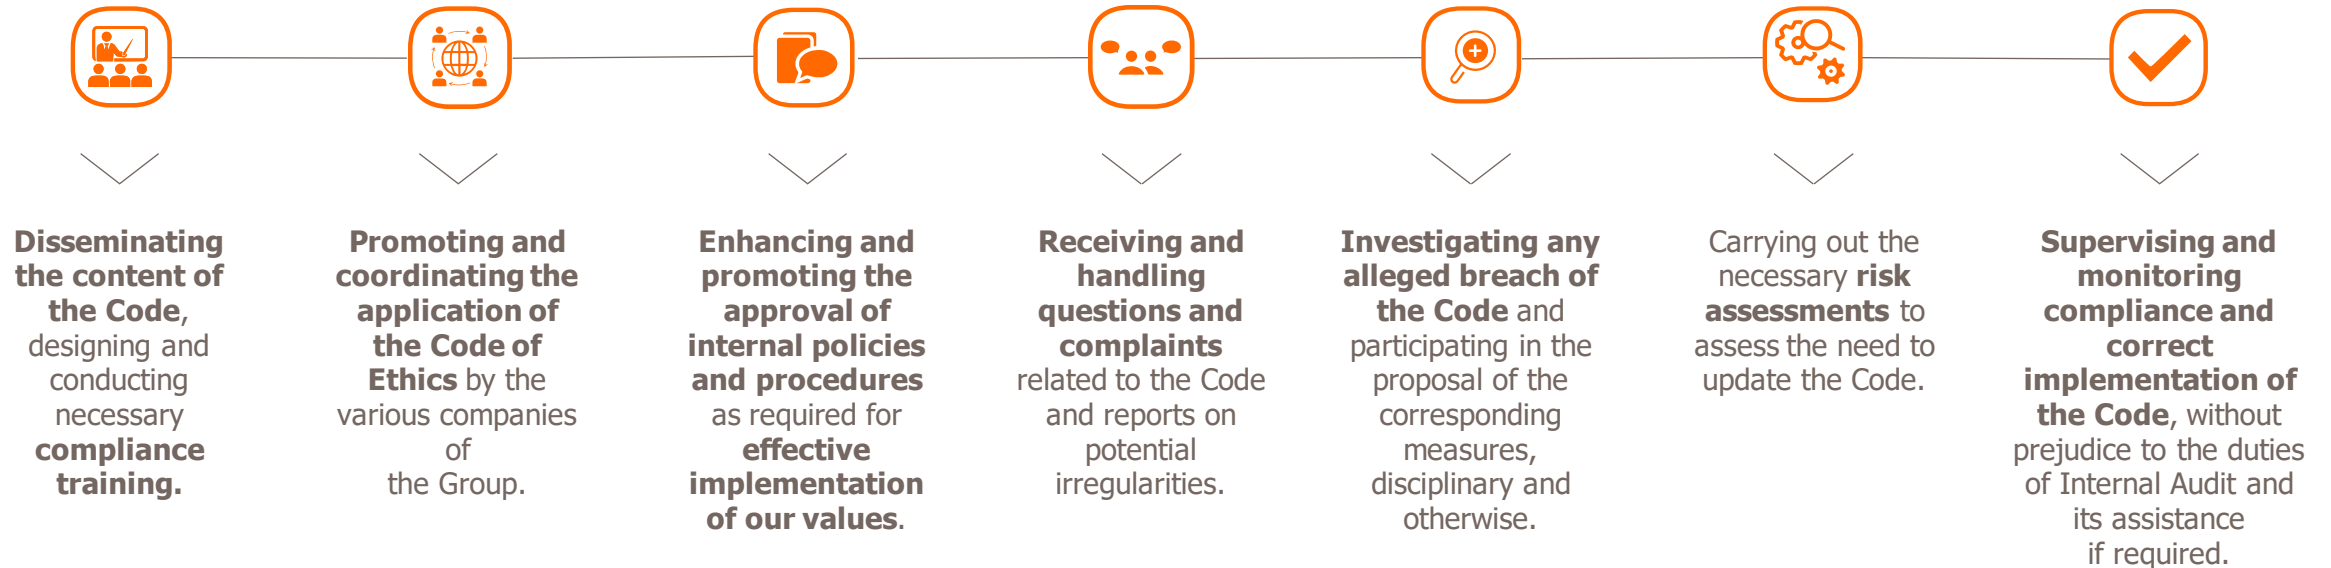 Disseminating
the content of
the Code,
designing and
conducting
necessary
compliance
training.
Promoting and
coordinating the
application of
the Code of
Ethics by the
various companies
of
the Group.
Enhancing and
promoting the
approval of
internal policies
and procedures
as required for
effective
implementation
of our values.
Receiving and
handling
questions and
complaints
related to the Code
and reports on
potential
irregularities.
Investigating any
alleged breach of
the Code and
participating in the
proposal of the
corresponding
measures,
disciplinary and
otherwise.
Carrying out the
necessary risk
assessments to
assess the need to
update the Code.
Supervising and
monitoring
compliance and
correct
implementation of
the Code, without
prejudice to the duties
of Internal Audit and
its assistance
if required.